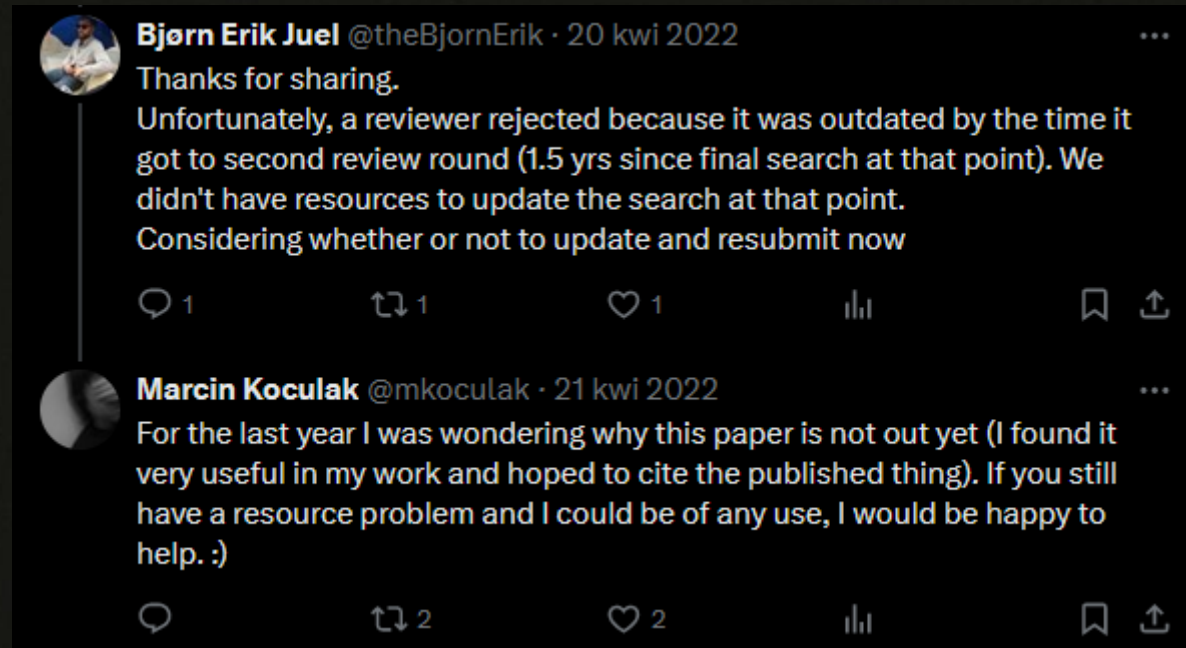 Bjørn Erik Juel @theBjornErik · 20 kwi 2022
Thanks for sharing.
Unfortunately, a reviewer rejected because it was outdated by the time it
got to second review round (1.5 yrs since final search at that point). We
didn't have resources to update the search at that point.
Considering whether or not to update and resubmit now
1 1 1
Marcin Koculak @mkoculak · 21 kwi 2022
For the last year I was wondering why this paper is not out yet (I found it
very useful in my work and hoped to cite the published thing). If you still
have a resource problem and I could be of any use, I would be happy to
help. :)
2 2